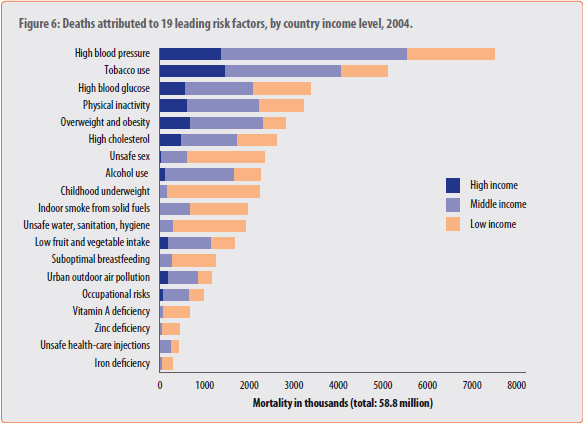 Figure 6: Deaths attributed to 19 leading risk factors, by country income level, 2004.
High blood pressure
Tobacco use
High blood glucose
Physical inactivity
Overweight and obesity
High cholesterol
Unsafe sex
Alcohol use
Childhood underweight
Indoor smoke from solid fuels
Unsafe water, sanitation, hygiene
Low fruit and vegetable intake
Suboptimal breastfeeding
Urban outdoor air pollution
Occupational risks
Vitamin A deficiency
Zinc deficiency
Unsafe health-care injections
Iron deficiency
High income
Middle income
Low income
0 1000 2000 3000 4000 5000 6000 7000 8000
Mortality in thousands (total: 58.8 million)